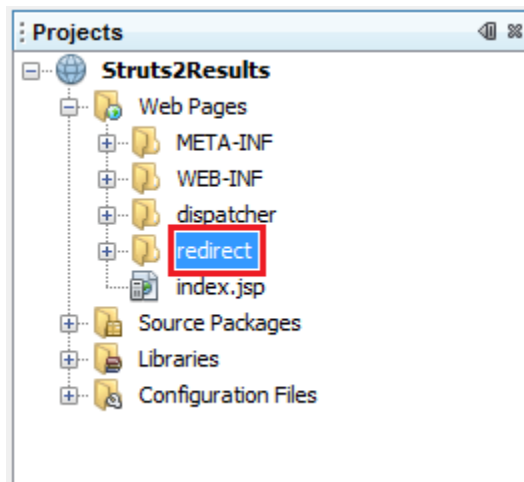 Projects
Struts2Results
Web Pages
META-INF
WEB-INF
dispatcher
redirect
index.jsp
Source Packages
Libraries
Configuration Files